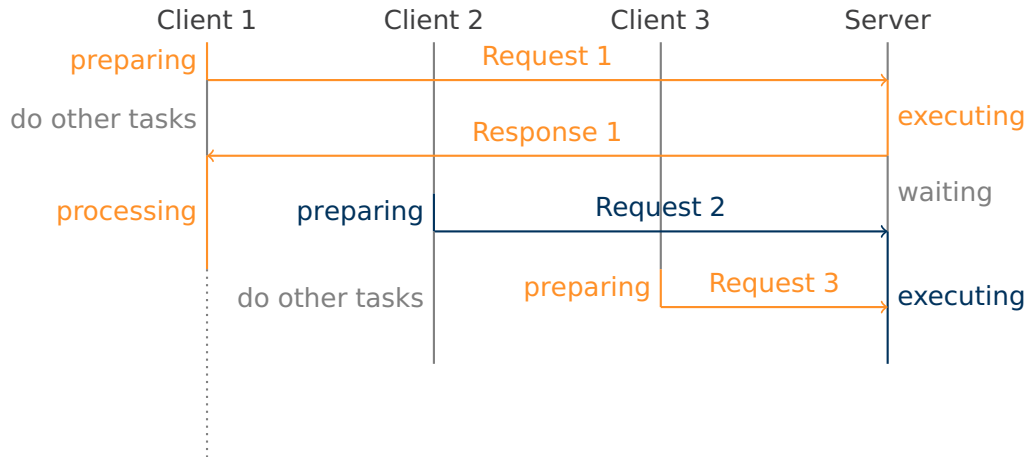 Client 1
Client 2
Client 3
Server
preparing
Request 1
do other tasks
executing
Response 1
waiting
processing
preparing
Request 2
do other tasks
preparing
Request 3
executing